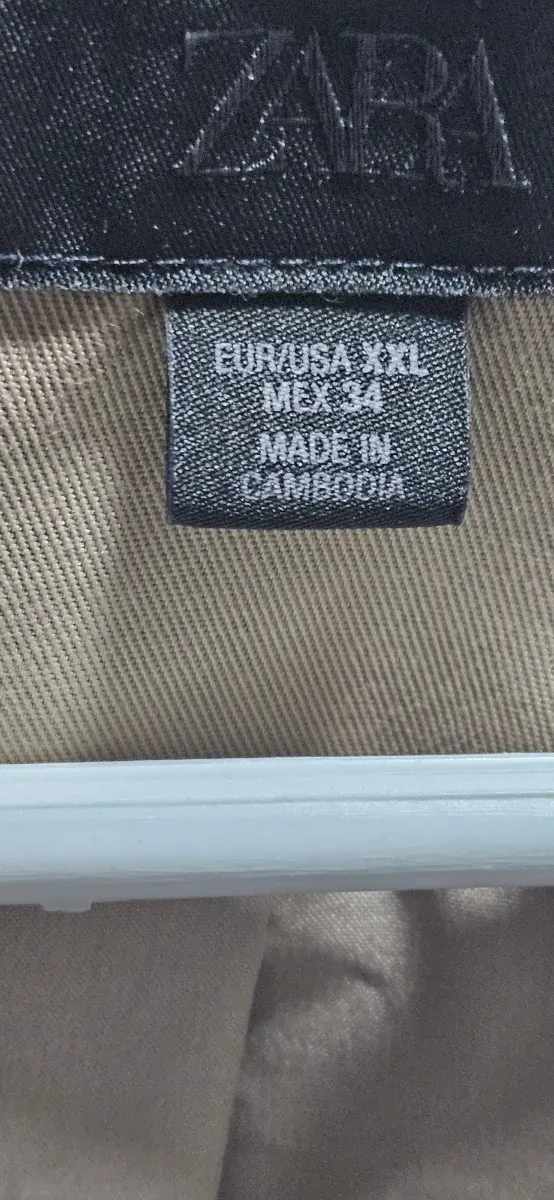 ZARA
EUR/USA XXL
MEX 34
MADE IN
CAMBODIA